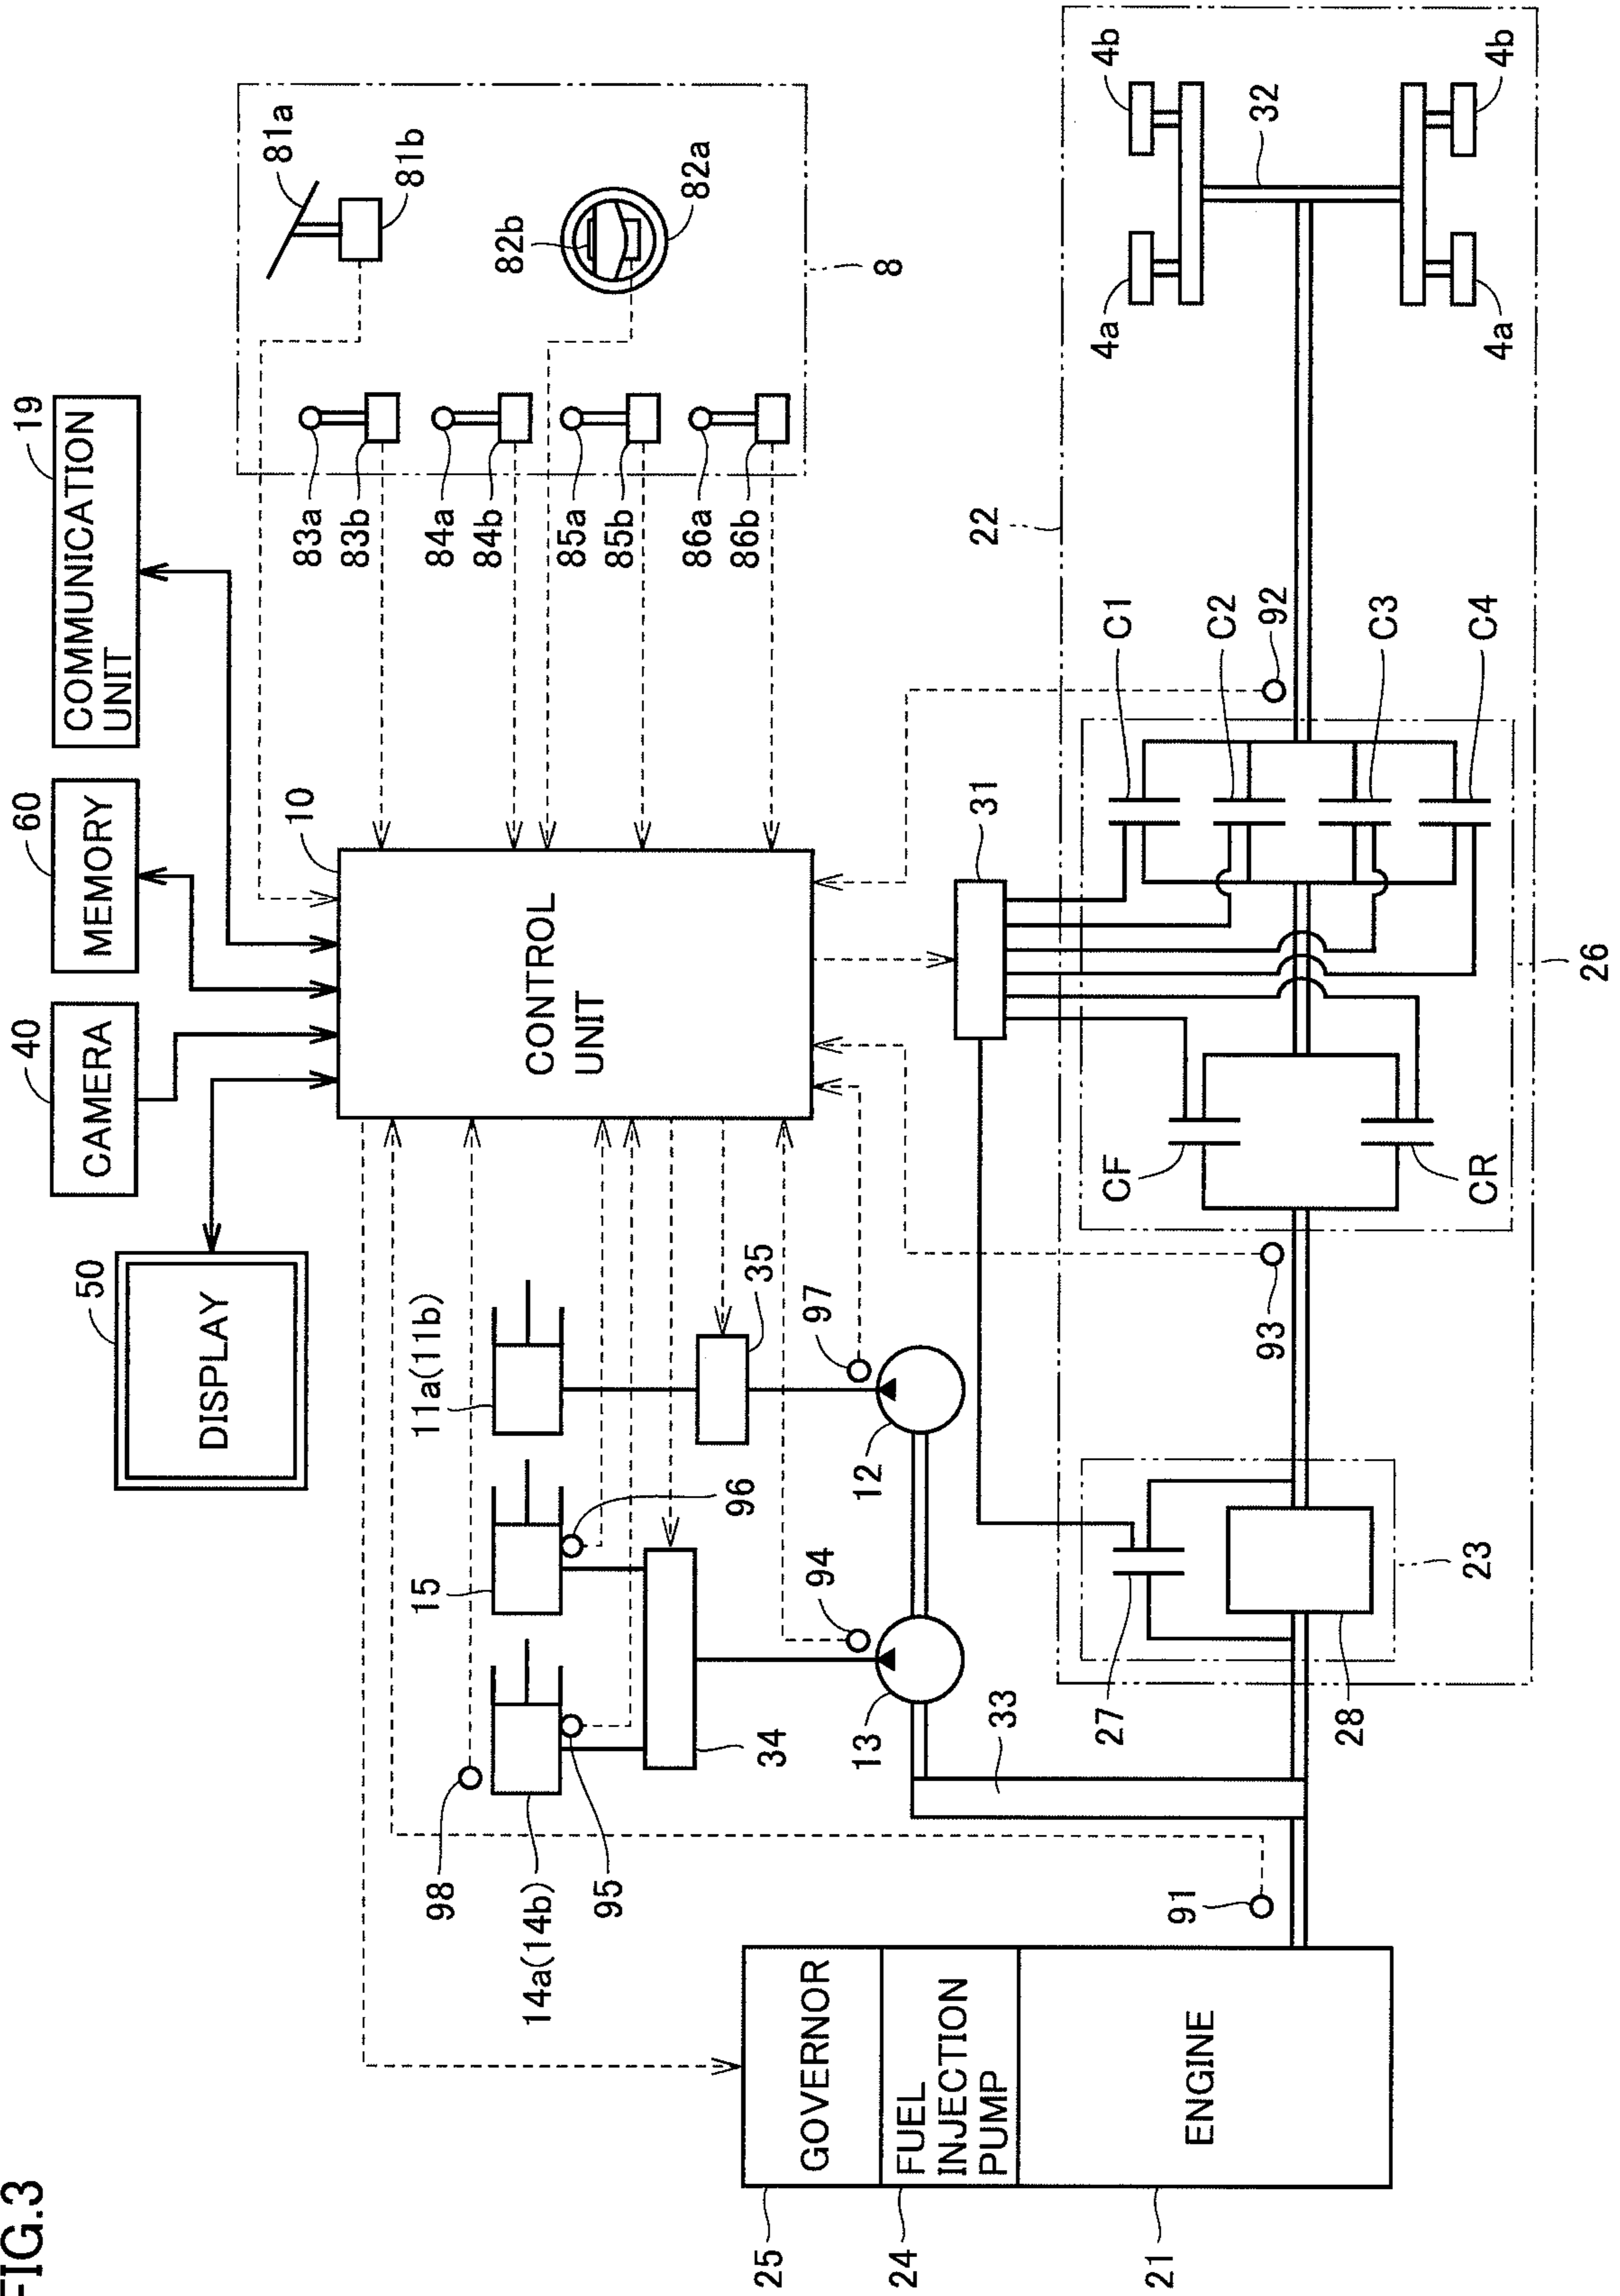 FIG.3
50
DISPLAY
40
CAMERA
60
MEMORY
19
COMMUNICATION
UNIT
10
CONTROL
UNIT
81a
81b
82b
82a
8
83a
83b
84a
84b
85a
85b
86a
86b
98
14a(14b)
95
15
96
11a(11b)
35
34
97
94
12
13
33
91
25
GOVERNOR
24
FUEL
INJECTION
PUMP
21
ENGINE
22
31
27
28
23
93
CF
CR
26
C1
C2
C3
C4
92
32
4a
4b
4a
4b